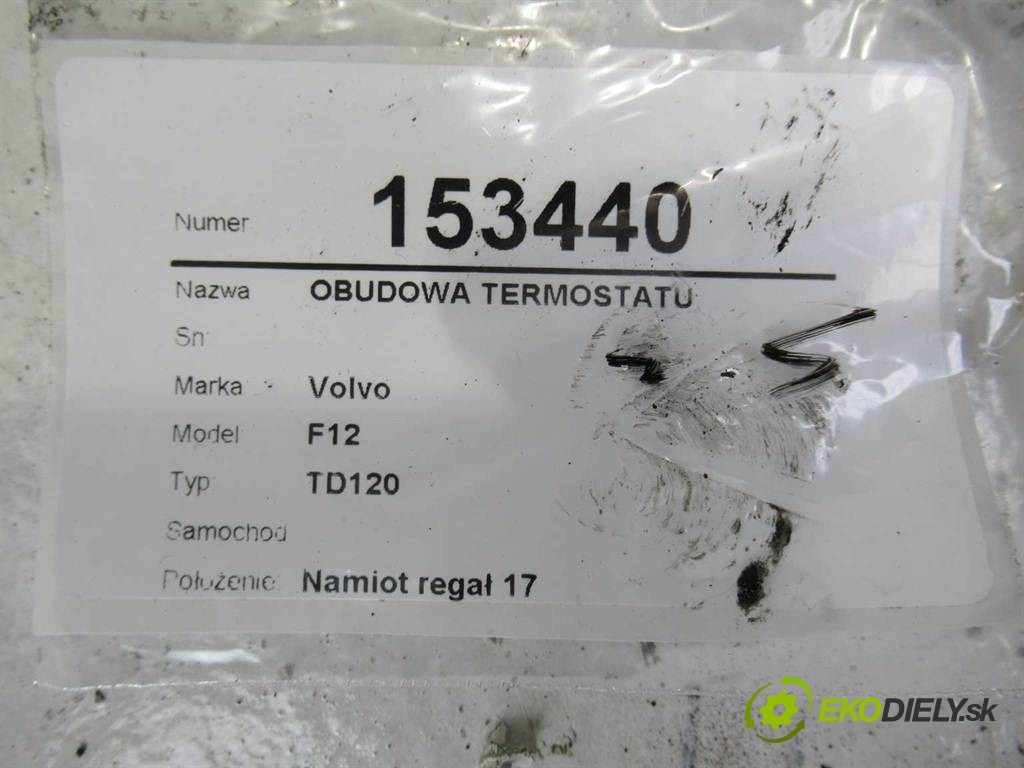 Numer 153440
Nazwa OBUDOWA TERMOSTATU
Sn:
Marka Volvo
Model F12
Typ TD120
Samochod
Położenie: Namiot regał 17
EKODIELY.sk